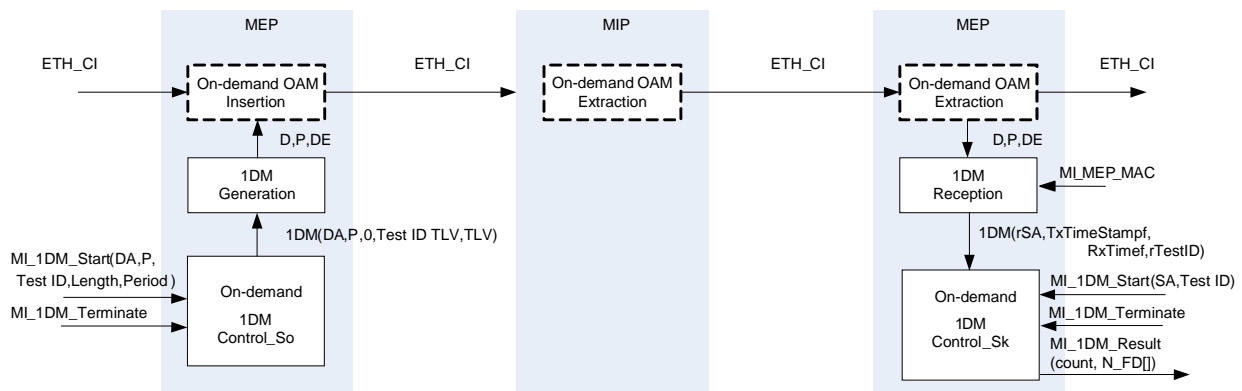 MEP
MIP
MEP
ETH_CI
ETH_CI
ETH_CI
ETH_CI
On-demand OAM
Insertion
On-demand OAM
Extraction
On-demand OAM
Extraction
D,P,DE
D,P,DE
1DM
Generation
1DM
Reception
MI_MEP_MAC
1DM(DA,P,0,Test ID TLV,TLV)
1DM(rSA,TxTimeStampf,
RxTimef,rTestID)
MI_1DM_Start(DA,P,
Test ID,Length,Period)
MI_1DM_Terminate
On-demand
1DM
Control_So
On-demand
1DM
Control_Sk
MI_1DM_Start(SA,Test ID)
MI_1DM_Terminate
MI_1DM_Result
(count, N_FD[])